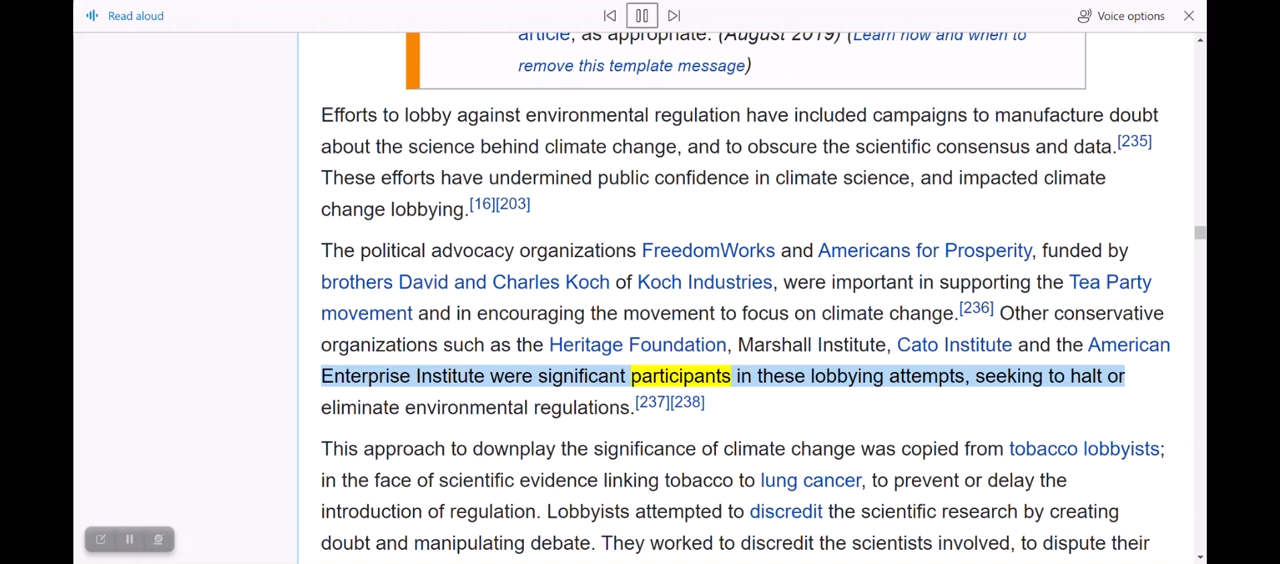 Read aloud
Voice options
article, as appropriate. (August 2019) (Learn how and when to
remove this template message)
Efforts to lobby against environmental regulation have included campaigns to manufacture doubt
about the science behind climate change, and to obscure the scientific consensus and data.[235]
These efforts have undermined public confidence in climate science, and impacted climate
change lobbying.[16][203]
The political advocacy organizations FreedomWorks and Americans for Prosperity, funded by
brothers David and Charles Koch of Koch Industries, were important in supporting the Tea Party
movement and in encouraging the movement to focus on climate change.[236] Other conservative
organizations such as the Heritage Foundation, Marshall Institute, Cato Institute and the American
Enterprise Institute were significant participants in these lobbying attempts, seeking to halt or
eliminate environmental regulations.[237][238]
This approach to downplay the significance of climate change was copied from tobacco lobbyists;
in the face of scientific evidence linking tobacco to lung cancer, to prevent or delay the
introduction of regulation. Lobbyists attempted to discredit the scientific research by creating
doubt and manipulating debate. They worked to discredit the scientists involved, to dispute their